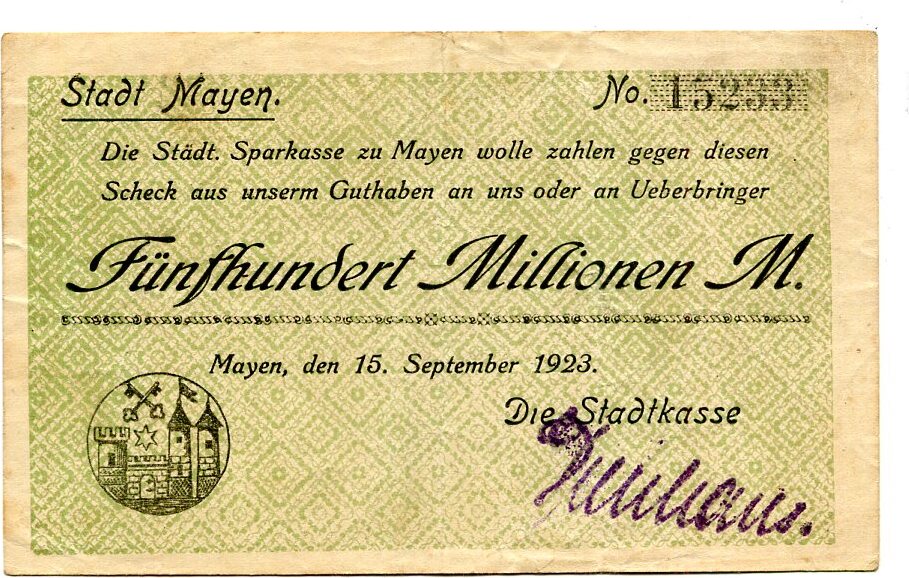 Stadt Mayen.
No. 15233
Die Städt. Sparkasse zu Mayen wolle zahlen gegen diesen
Scheck aus unserm Guthaben an uns oder an Ueberbringer
Fünfhundert Millionen M.
Mayen, den 15. September 1923.
Die Stadtkasse